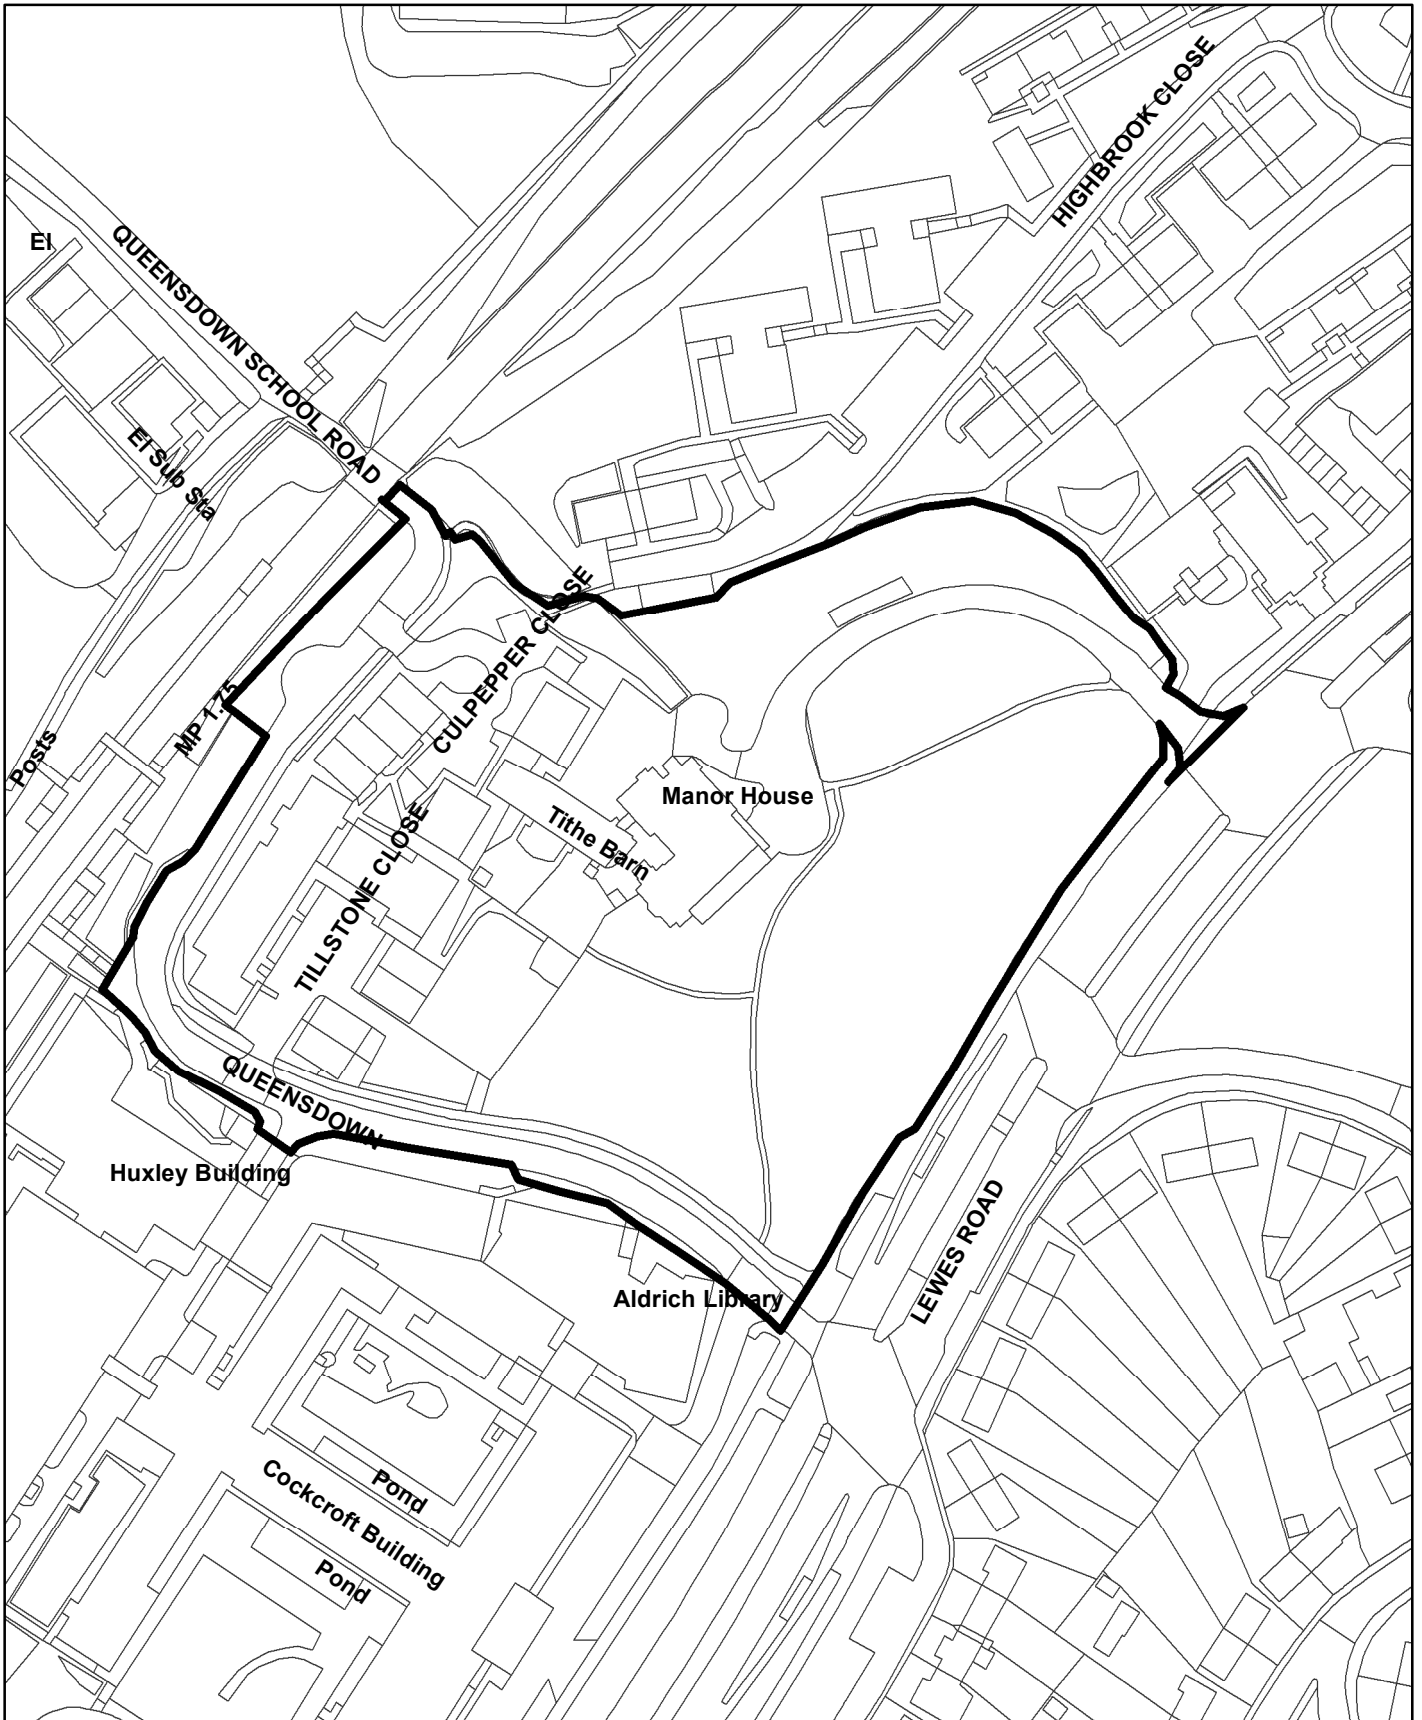 HIGHBROOK CLOSE
El
QUEENSDOWN SCHOOL ROAD
El Sub Sta
CULPEPPER CLOSE
MP 1.75
Posts
Manor House
Tithe Barn
TILLSTONE CLOSE
QUEENSDOWN
Huxley Building
LEWES ROAD
Aldrich Library
Pond
Cockcroft Building
Pond